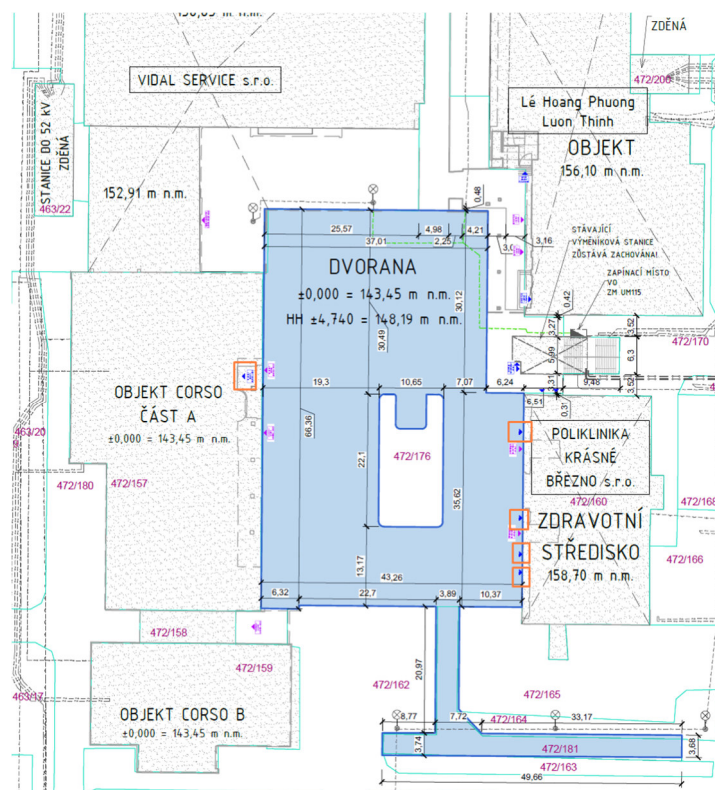 VIDAL SERVICE s.r.o.
ZDĚNÁ
472/200
Lé Hoang Phuong
Luon Thinh
OBJEKT
156,10 m n.m.
STANICE DO 52 kV
ZDĚNÁ
463/22
152,91 m n.m.
STÁVAJÍCÍ
VÝMĚNÍKOVÁ STANICE
ZŮSTÁVÁ ZACHOVÁNA!
ZAPÍNACÍ MÍSTO
VO
ZM UM115
0,48
25,57
4,98
4,21
37,01
2,25
3,16
DVORANA
±0,000 = 143,45 m n.m.
HH ±4,740 = 148,19 m n.m.
30,12
30,49
0,42
3,27
5,99
3,31
3,52
6,3
3,52
472/170
19,3
10,65
7,07
6,24
9,48
6,51
OBJEKT CORSO
ČÁST A
±0,000 = 143,45 m n.m.
66,36
22,1
472/176
35,62
13,17
POLIKLINIKA
KRÁSNÉ
BŘEZNO s.r.o.
472/160
472/168
ZDRAVOTNÍ
STŘEDISKO
158,70 m n.m.
472/166
463/20
472/180
472/157
43,26
6,32
22,7
3,89
10,37
472/158
472/159
20,97
472/162
472/165
463/17
OBJEKT CORSO B
±0,000 = 143,45 m n.m.
8,77
7,72
472/164
33,17
3,74
472/181
3,68
472/163
49,66